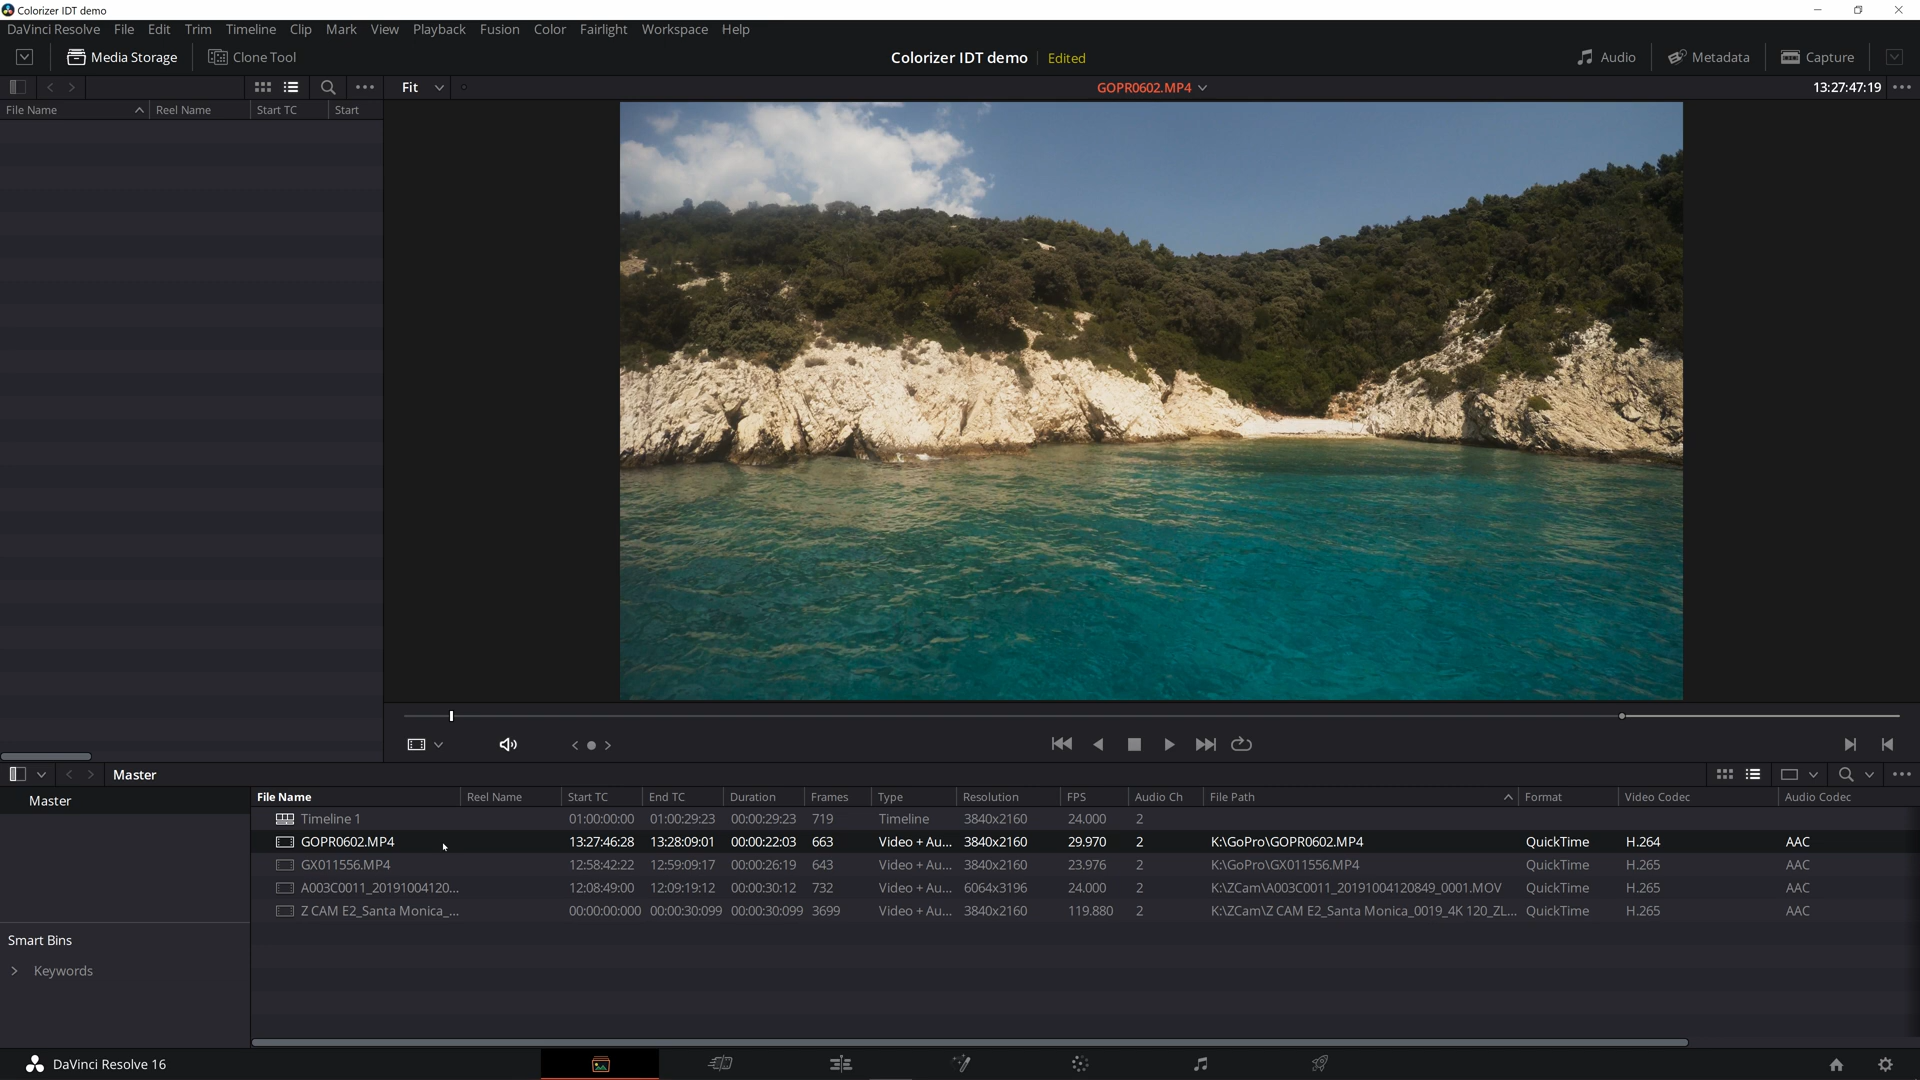 Colorizer IDT demo
DaVinci Resolve File Edit Trim Timeline Clip Mark View Playback Fusion Color Fairlight Workspace Help
Media Storage Clone Tool Colorizer IDT demo Edited Audio Metadata Capture
Fit GOPR0602.MP4 13:27:47:19
File Name Reel Name Start TC Start
Master
Master
File Name Reel Name Start TC End TC Duration Frames Type Resolution FPS Audio Ch File Path Format Video Codec Audio Codec
Timeline 1 01:00:00:00 01:00:29:23 00:00:29:23 719 Timeline 3840x2160 24.000 2
GOPR0602.MP4 13:27:46:28 13:28:09:01 00:00:22:03 663 Video + Au... 3840x2160 29.970 2 K:\GoPro\GOPR0602.MP4 QuickTime H.264 AAC
GX011556.MP4 12:58:42:22 12:59:09:17 00:00:26:19 643 Video + Au... 3840x2160 23.976 2 K:\GoPro\GX011556.MP4 QuickTime H.265 AAC
A003C0011_20191004120... 12:08:49:00 12:09:19:12 00:00:30:12 732 Video + Au... 6064x3196 24.000 2 K:\ZCam\A003C0011_20191004120849_0001.MOV QuickTime H.265 AAC
Z CAM E2_Santa Monica_... 00:00:00:000 00:00:30:099 00:00:30:099 3699 Video + Au... 3840x2160 119.880 2 K:\ZCam\Z CAM E2_Santa Monica_0019_4K 120_ZL... QuickTime H.265 AAC
Smart Bins
Keywords
DaVinci Resolve 16